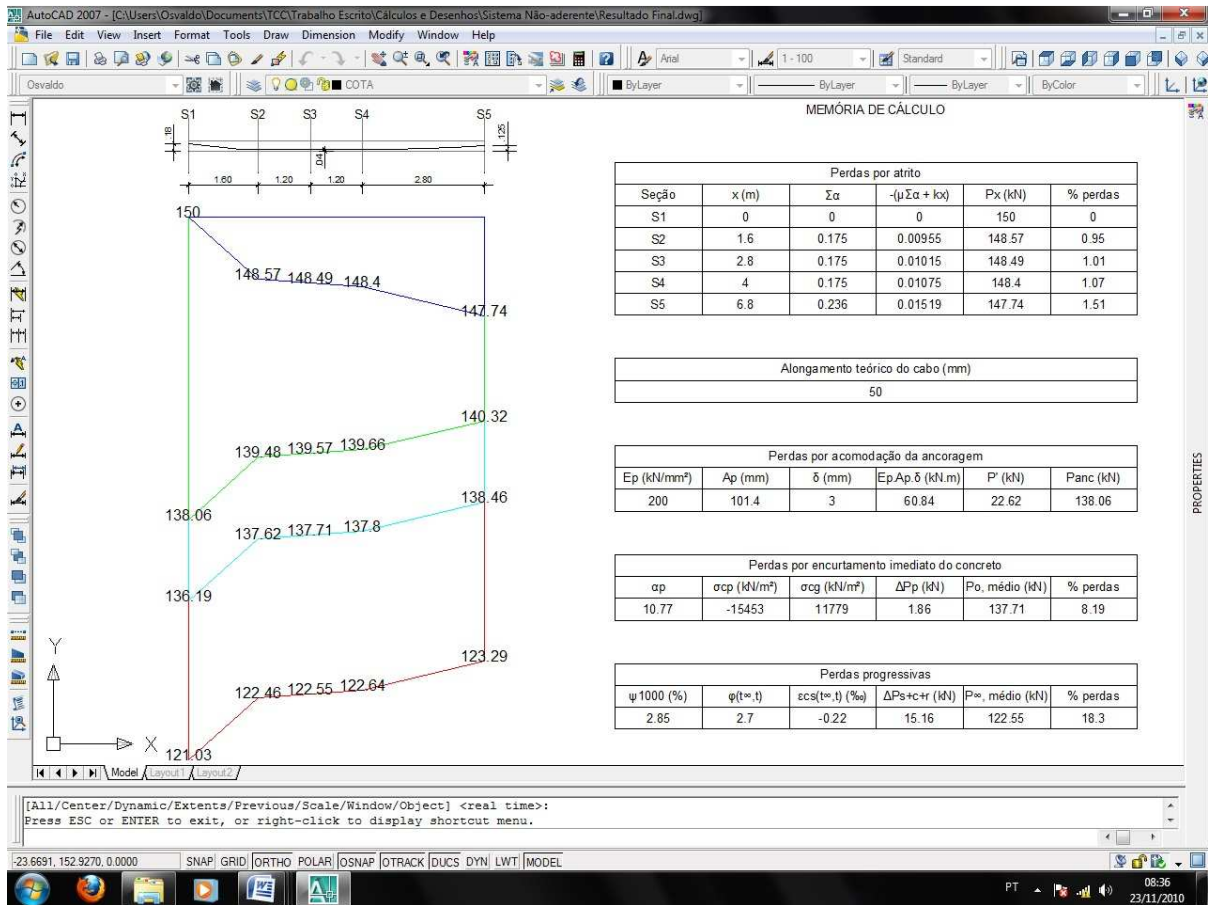 AutoCAD 2007 - [C:\Users\Osvaldo\Documents\TCC\Trabalho Escrito\Cálculos e Desenhos\Sistema Não-aderente\Resultado Final.dwg]
File Edit View Insert Format Tools Draw Dimension Modify Window Help
Arial 1 - 100 Standard
Osvaldo COTA ByLayer ByLayer ByLayer ByColor
S1 S2 S3 S4 S5
.18 .04 .125
1.60 1.20 1.20 2.80
150
148.57 148.49 148.4
147.74
140.32
139.48 139.57 139.66
138.46
138.06
137.62 137.71 137.8
136.19
123.29
122.46 122.55 122.64
121.03
Y
X
MEMÓRIA DE CÁLCULO
Perdas por atrito
Seção x (m) Σα -(μΣα + kx) Px (kN) % perdas
S1 0 0 0 150 0
S2 1.6 0.175 0.00955 148.57 0.95
S3 2.8 0.175 0.01015 148.49 1.01
S4 4 0.175 0.01075 148.4 1.07
S5 6.8 0.236 0.01519 147.74 1.51
Alongamento teórico do cabo (mm)
50
Perdas por acomodação da ancoragem
Ep (kN/mm²) Ap (mm) δ (mm) Ep.Ap.δ (kN.m) P' (kN) Panc (kN)
200 101.4 3 60.84 22.62 138.06
Perdas por encurtamento imediato do concreto
αp σcp (kN/m²) σcg (kN/m²) ΔPp (kN) Po, médio (kN) % perdas
10.77 -15453 11779 1.86 137.71 8.19
Perdas progressivas
ψ1000 (%) φ(t∞,t) εcs(t∞,t) (‰) ΔPs+c+r (kN) P∞, médio (kN) % perdas
2.85 2.7 -0.22 15.16 122.55 18.3
PROPERTIES
Model Layout1 Layout2
[All/Center/Dynamic/Extents/Previous/Scale/Window/Object] <real time>:
Press ESC or ENTER to exit, or right-click to display shortcut menu.
-23.6691, 152.9270, 0.0000 SNAP GRID ORTHO POLAR OSNAP OTRACK DUCS DYN LWT MODEL
PT 08:36
23/11/2010